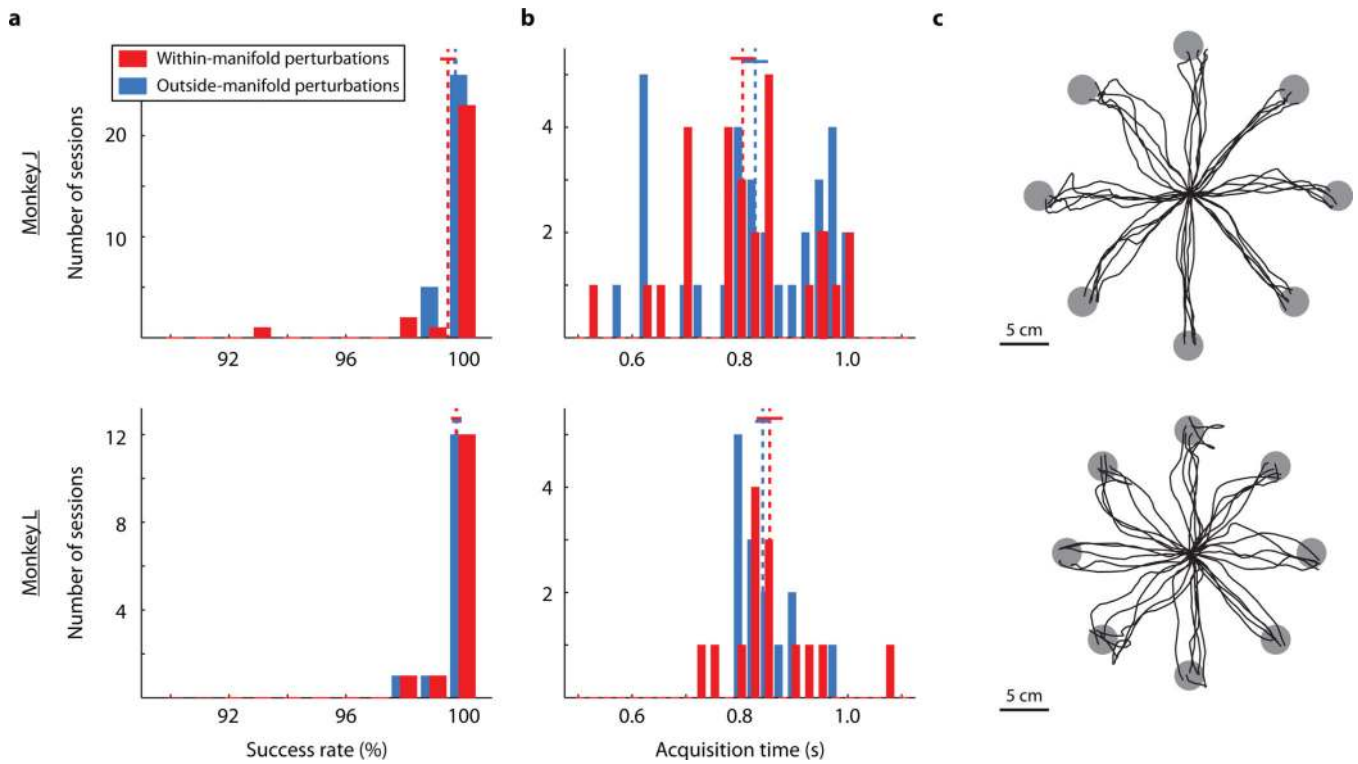 a
b
c
Within-manifold perturbations
Outside-manifold perturbations
Monkey J
Number of sessions
20
10
92
96
100
4
2
0.6
0.8
1.0
5 cm
Monkey L
Number of sessions
12
8
4
92
96
100
Success rate (%)
4
2
0.6
0.8
1.0
Acquisition time (s)
5 cm